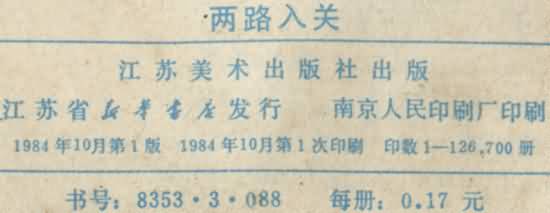 两路入关
江苏美术出版社出版
江苏省新华书店发行 南京人民印刷厂印刷
1984年10月第1版 1984年10月第1次印刷 印数1—126,700册
书号：8353·3·088 每册：0.17元